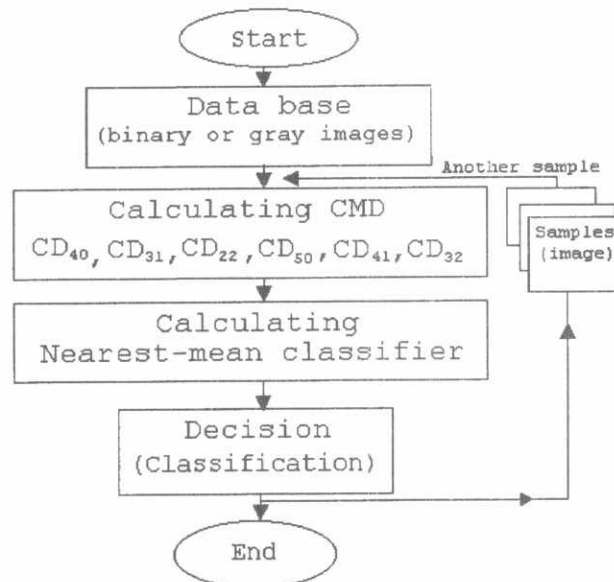 Start
Data base
(binary or gray images)
Another sample
Calculating CMD
CD40, CD31, CD22, CD50, CD41, CD32
Samples
(image)
Calculating
Nearest-mean classifier
Decision
(Classification)
End